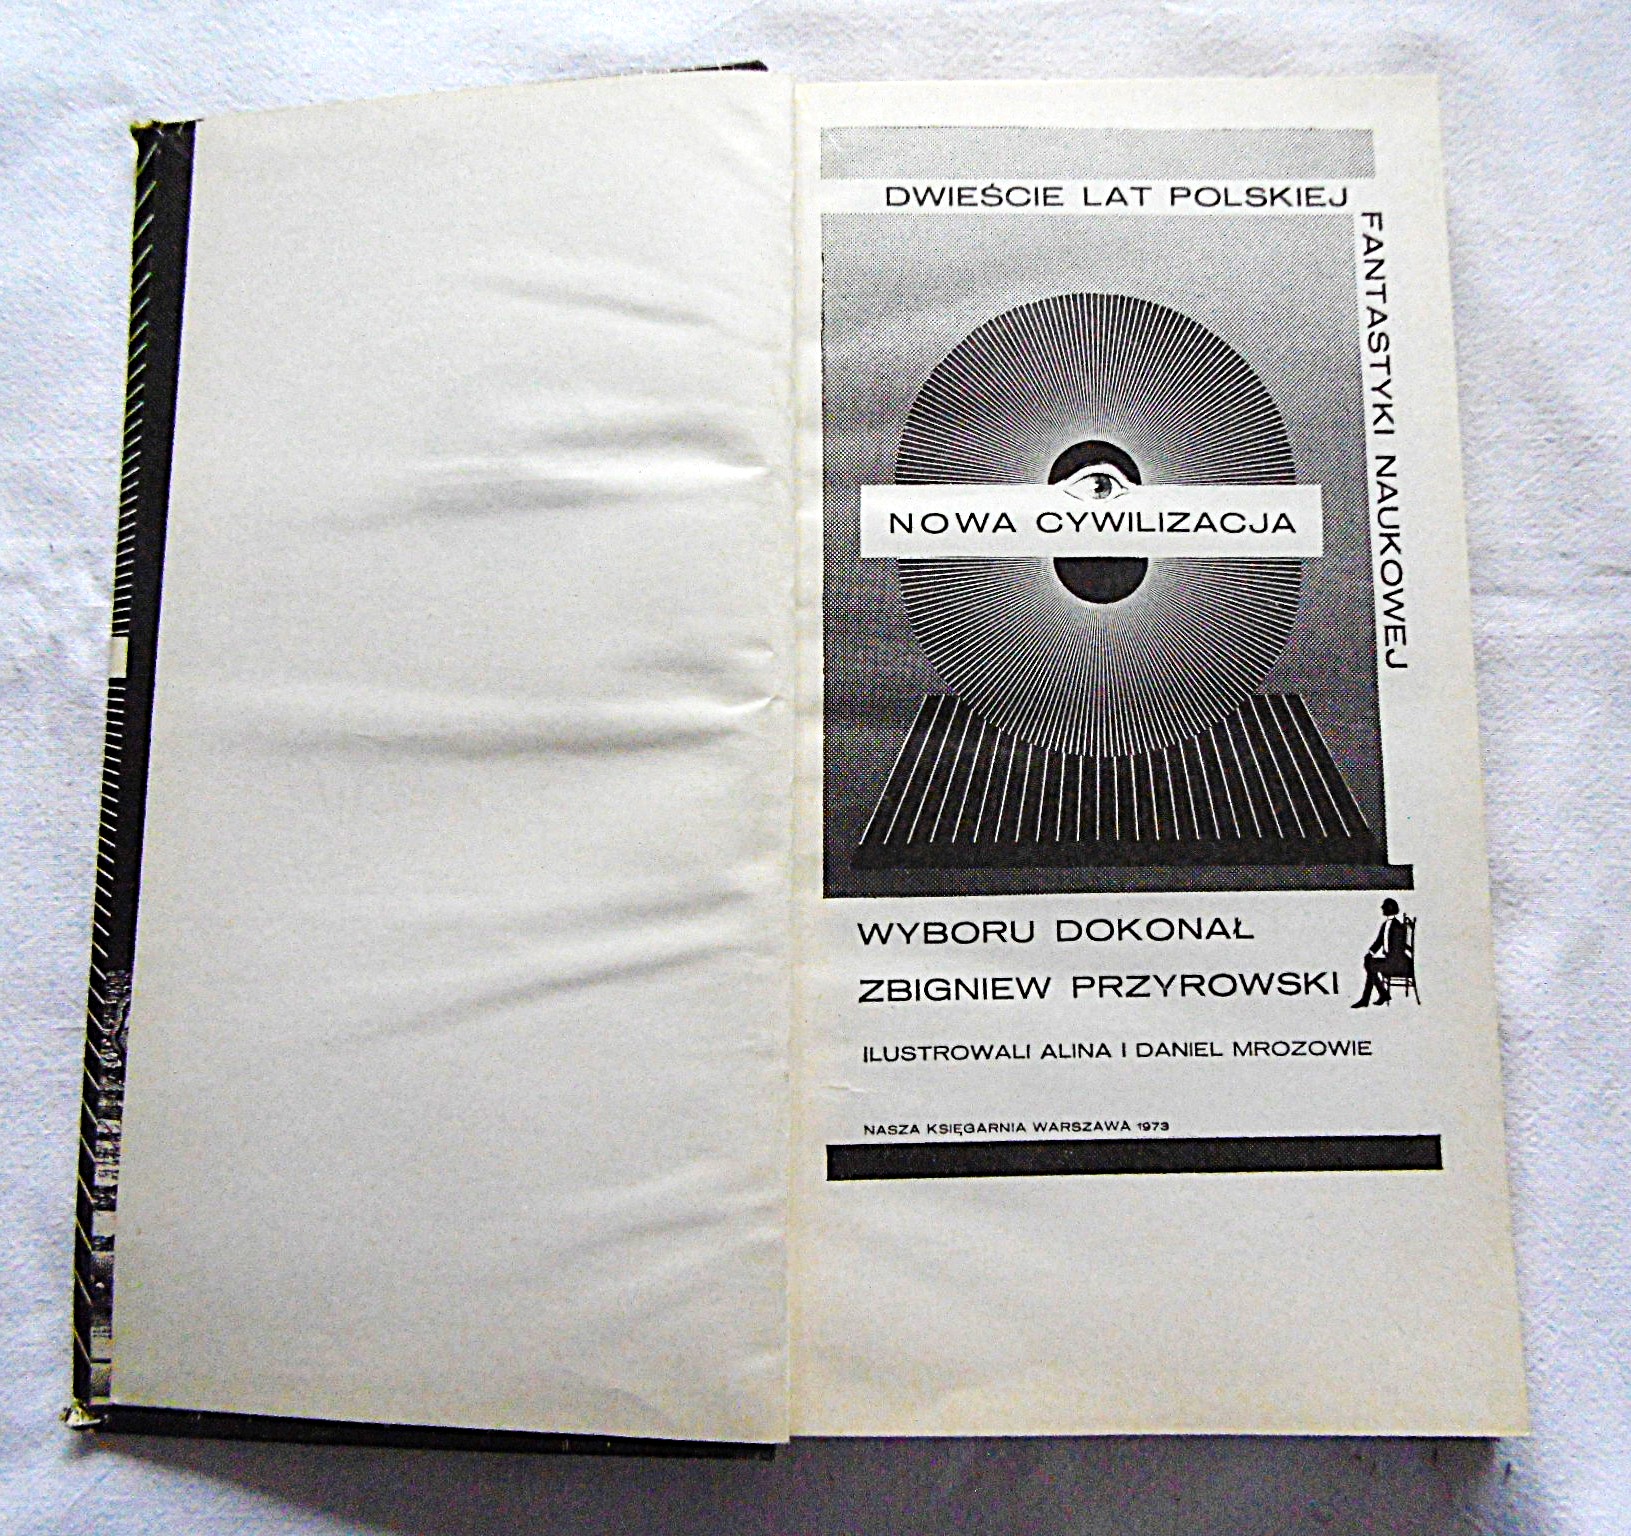 DWIEŚCIE LAT POLSKIEJ
FANTASTYKI NAUKOWEJ
NOWA CYWILIZACJA
WYBORU DOKONAŁ
ZBIGNIEW PRZYROWSKI
ILUSTROWALI ALINA I DANIEL MROZOWIE
NASZA KSIĘGARNIA WARSZAWA 1973